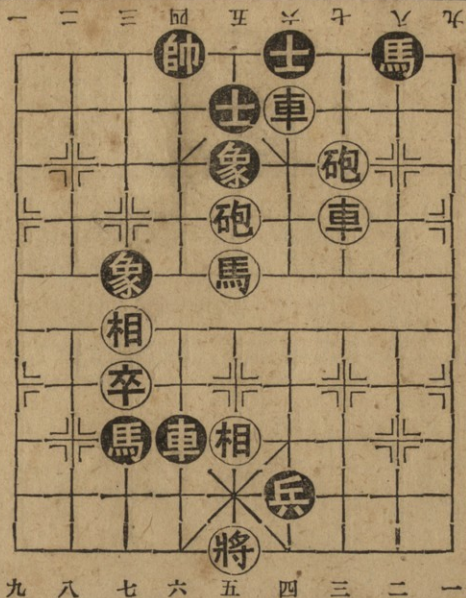 一 二 三 四 五 六 七 八 九
帥 士 馬
士 車
象 砲
砲 車
象 馬
相
卒
馬 車 相
兵
將
九 八 七 六 五 四 三 二 一